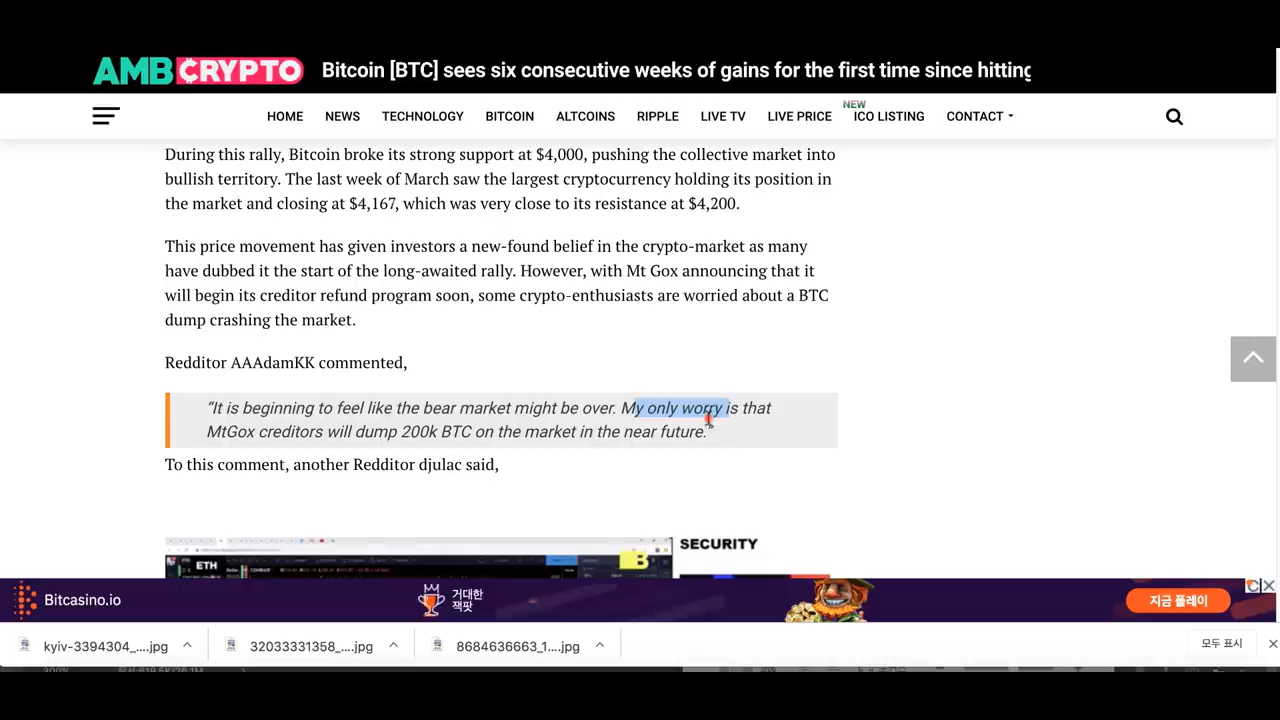 AMBCRYPTO
Bitcoin [BTC] sees six consecutive weeks of gains for the first time since hitting
HOME NEWS TECHNOLOGY BITCOIN ALTCOINS RIPPLE LIVE TV LIVE PRICE NEW ICO LISTING CONTACT
During this rally, Bitcoin broke its strong support at $4,000, pushing the collective market into
bullish territory. The last week of March saw the largest cryptocurrency holding its position in
the market and closing at $4,167, which was very close to its resistance at $4,200.
This price movement has given investors a new-found belief in the crypto-market as many
have dubbed it the start of the long-awaited rally. However, with Mt Gox announcing that it
will begin its creditor refund program soon, some crypto-enthusiasts are worried about a BTC
dump crashing the market.
Redditor AAAdamKK commented,
“It is beginning to feel like the bear market might be over. My only worry is that
MtGox creditors will dump 200k BTC on the market in the near future.”
To this comment, another Redditor djulac said,
SECURITY
ETH
B
Bitcasino.io
거대한
잭팟
지금 플레이
kyiv-3394304_....jpg 32033331358_....jpg 8684636663_1....jpg 모두 표시